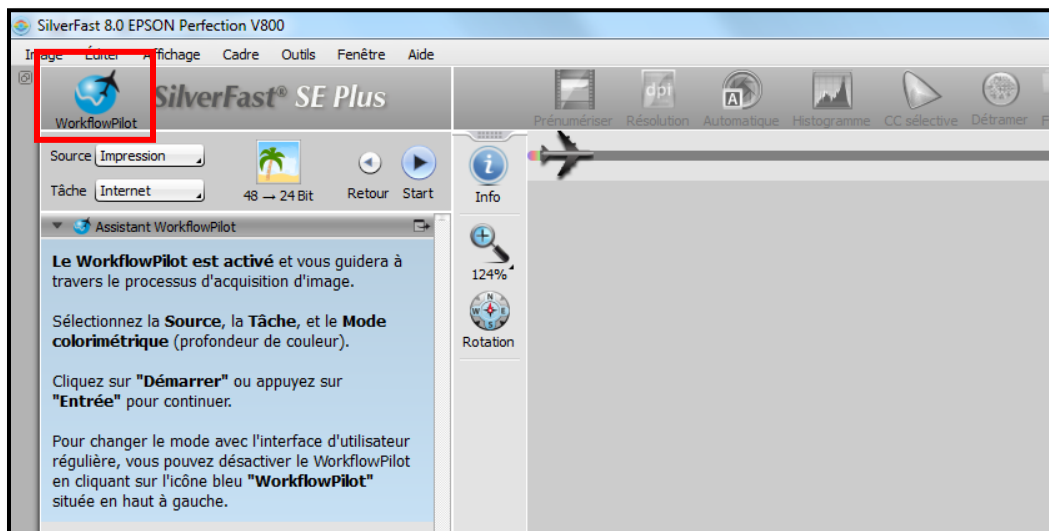 SilverFast 8.0 EPSON Perfection V800
Image Éditer Affichage Cadre Outils Fenêtre Aide
SilverFast® SE Plus
WorkflowPilot
Prénumériser Résolution Automatique Histogramme CC sélective Détramer
dpi
A
Source Impression
Tâche Internet
48 → 24 Bit Retour Start
Info
Assistant WorkflowPilot
Le WorkflowPilot est activé et vous guidera à
travers le processus d'acquisition d'image.
Sélectionnez la Source, la Tâche, et le Mode
colorimétrique (profondeur de couleur).
Cliquez sur "Démarrer" ou appuyez sur
"Entrée" pour continuer.
Pour changer le mode avec l'interface d'utilisateur
régulière, vous pouvez désactiver le WorkflowPilot
en cliquant sur l'icône bleu "WorkflowPilot"
située en haut à gauche.
124%
N
W E
S
Rotation